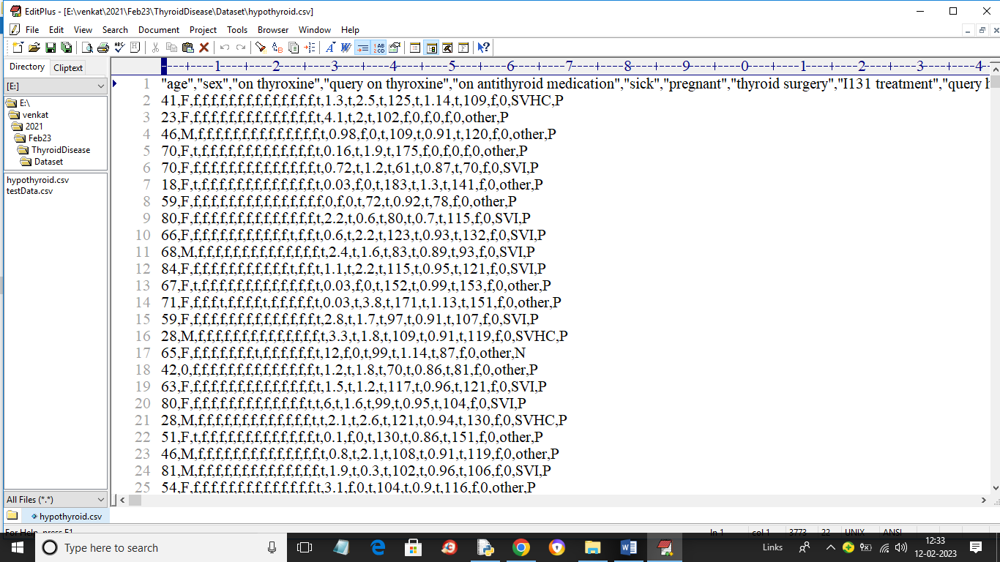 EditPlus - [E:\venkat\2021\Feb23\ThyroidDisease\Dataset\hypothyroid.csv]
File Edit View Search Document Project Tools Browser Window Help
Directory Cliptext
[E:]
E:\
venkat
2021
Feb23
ThyroidDisease
Dataset
hypothyroid.csv
testData.csv
All Files (*.*)
----+----1----+----2----+----3----+----4----+----5----+----6----+----7----+----8----+----9----+----0----+----1----+----2----+----3----+----4
1 "age","sex","on thyroxine","query on thyroxine","on antithyroid medication","sick","pregnant","thyroid surgery","I131 treatment","query h
2 41,F,f,f,f,f,f,f,f,f,f,f,f,f,f,f,t,1.3,t,2.5,t,125,t,1.14,t,109,f,0,SVHC,P
3 23,F,f,f,f,f,f,f,f,f,f,f,f,f,f,f,t,4.1,t,2,t,102,f,0,f,0,f,0,other,P
4 46,M,f,f,f,f,f,f,f,f,f,f,f,f,f,f,t,0.98,f,0,t,109,t,0.91,t,120,f,0,other,P
5 70,F,t,f,f,f,f,f,f,f,f,f,f,f,f,f,t,0.16,t,1.9,t,175,f,0,f,0,f,0,other,P
6 70,F,f,f,f,f,f,f,f,f,f,f,f,f,f,f,t,0.72,t,1.2,t,61,t,0.87,t,70,f,0,SVI,P
7 18,F,t,f,f,f,f,f,f,f,f,f,f,f,f,f,t,0.03,f,0,t,183,t,1.3,t,141,f,0,other,P
8 59,F,f,f,f,f,f,f,f,f,f,f,f,f,f,f,f,0,f,0,t,72,t,0.92,t,78,f,0,other,P
9 80,F,f,f,f,f,f,f,f,f,f,f,f,f,f,f,t,2.2,t,0.6,t,80,t,0.7,t,115,f,0,SVI,P
10 66,F,f,f,f,f,f,f,f,f,f,f,f,t,f,f,t,0.6,t,2.2,t,123,t,0.93,t,132,f,0,SVI,P
11 68,M,f,f,f,f,f,f,f,f,f,f,f,f,f,f,t,2.4,t,1.6,t,83,t,0.89,t,93,f,0,SVI,P
12 84,F,f,f,f,f,f,f,f,f,f,f,f,t,f,f,t,1.1,t,2.2,t,115,t,0.95,t,121,f,0,SVI,P
13 67,F,t,f,f,f,f,f,f,f,f,f,f,f,f,f,t,0.03,f,0,t,152,t,0.99,t,153,f,0,other,P
14 71,F,f,f,f,t,f,f,f,f,t,f,f,f,f,f,t,0.03,t,3.8,t,171,t,1.13,t,151,f,0,other,P
15 59,F,f,f,f,f,f,f,f,f,f,f,f,f,f,f,t,2.8,t,1.7,t,97,t,0.91,t,107,f,0,SVI,P
16 28,M,f,f,f,f,f,f,f,f,f,f,f,f,f,f,t,3.3,t,1.8,t,109,t,0.91,t,119,f,0,SVHC,P
17 65,F,f,f,f,f,f,f,f,t,f,f,f,f,f,f,t,12,f,0,t,99,t,1.14,t,87,f,0,other,N
18 42,0,f,f,f,f,f,f,f,f,f,f,f,f,f,f,t,1.2,t,1.8,t,70,t,0.86,t,81,f,0,other,P
19 63,F,f,f,f,f,f,f,f,f,f,f,f,f,f,f,t,1.5,t,1.2,t,117,t,0.96,t,121,f,0,SVI,P
20 80,F,f,f,f,f,f,f,f,f,f,f,f,f,f,t,t,6,t,1.6,t,99,t,0.95,t,104,f,0,SVI,P
21 28,M,f,f,f,f,f,f,f,f,f,f,f,f,f,t,t,2.1,t,2.6,t,121,t,0.94,t,130,f,0,SVHC,P
22 51,F,t,f,f,f,f,f,f,f,f,f,f,f,f,f,t,0.1,f,0,t,130,t,0.86,t,151,f,0,other,P
23 46,M,f,f,f,f,f,f,f,f,f,f,f,f,f,f,t,0.8,t,2.1,t,108,t,0.91,t,119,f,0,other,P
24 81,M,f,f,f,f,f,f,f,f,f,f,f,f,f,f,t,1.9,t,0.3,t,102,t,0.96,t,106,f,0,SVI,P
25 54,F,f,f,f,f,f,f,f,f,f,f,f,f,f,f,t,3.1,f,0,t,104,t,0.9,t,116,f,0,other,P
hypothyroid.csv
For Help, press F1 ln 1 col 1 3773 22 UNIX ANSI
Type here to search
Links
12:33
12-02-2023